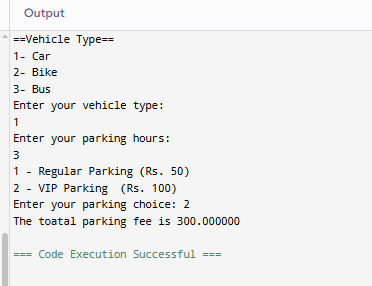 Output
==Vehicle Type==
1- Car
2- Bike
3- Bus
Enter your vehicle type:
1
Enter your parking hours:
3
1 - Regular Parking (Rs. 50)
2 - VIP Parking  (Rs. 100)
Enter your parking choice: 2
The toatal parking fee is 300.000000
=== Code Execution Successful ===